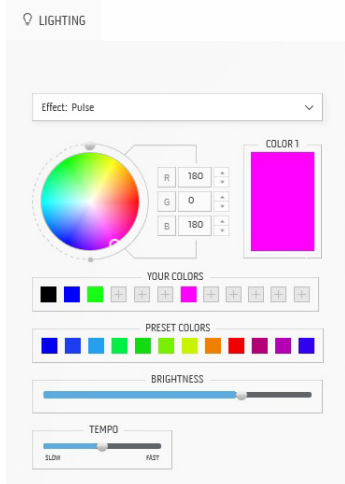 LIGHTING
Effect: Pulse
COLOR 1
R 180
G 0
B 180
YOUR COLORS
PRESET COLORS
BRIGHTNESS
TEMPO
SLOW FAST